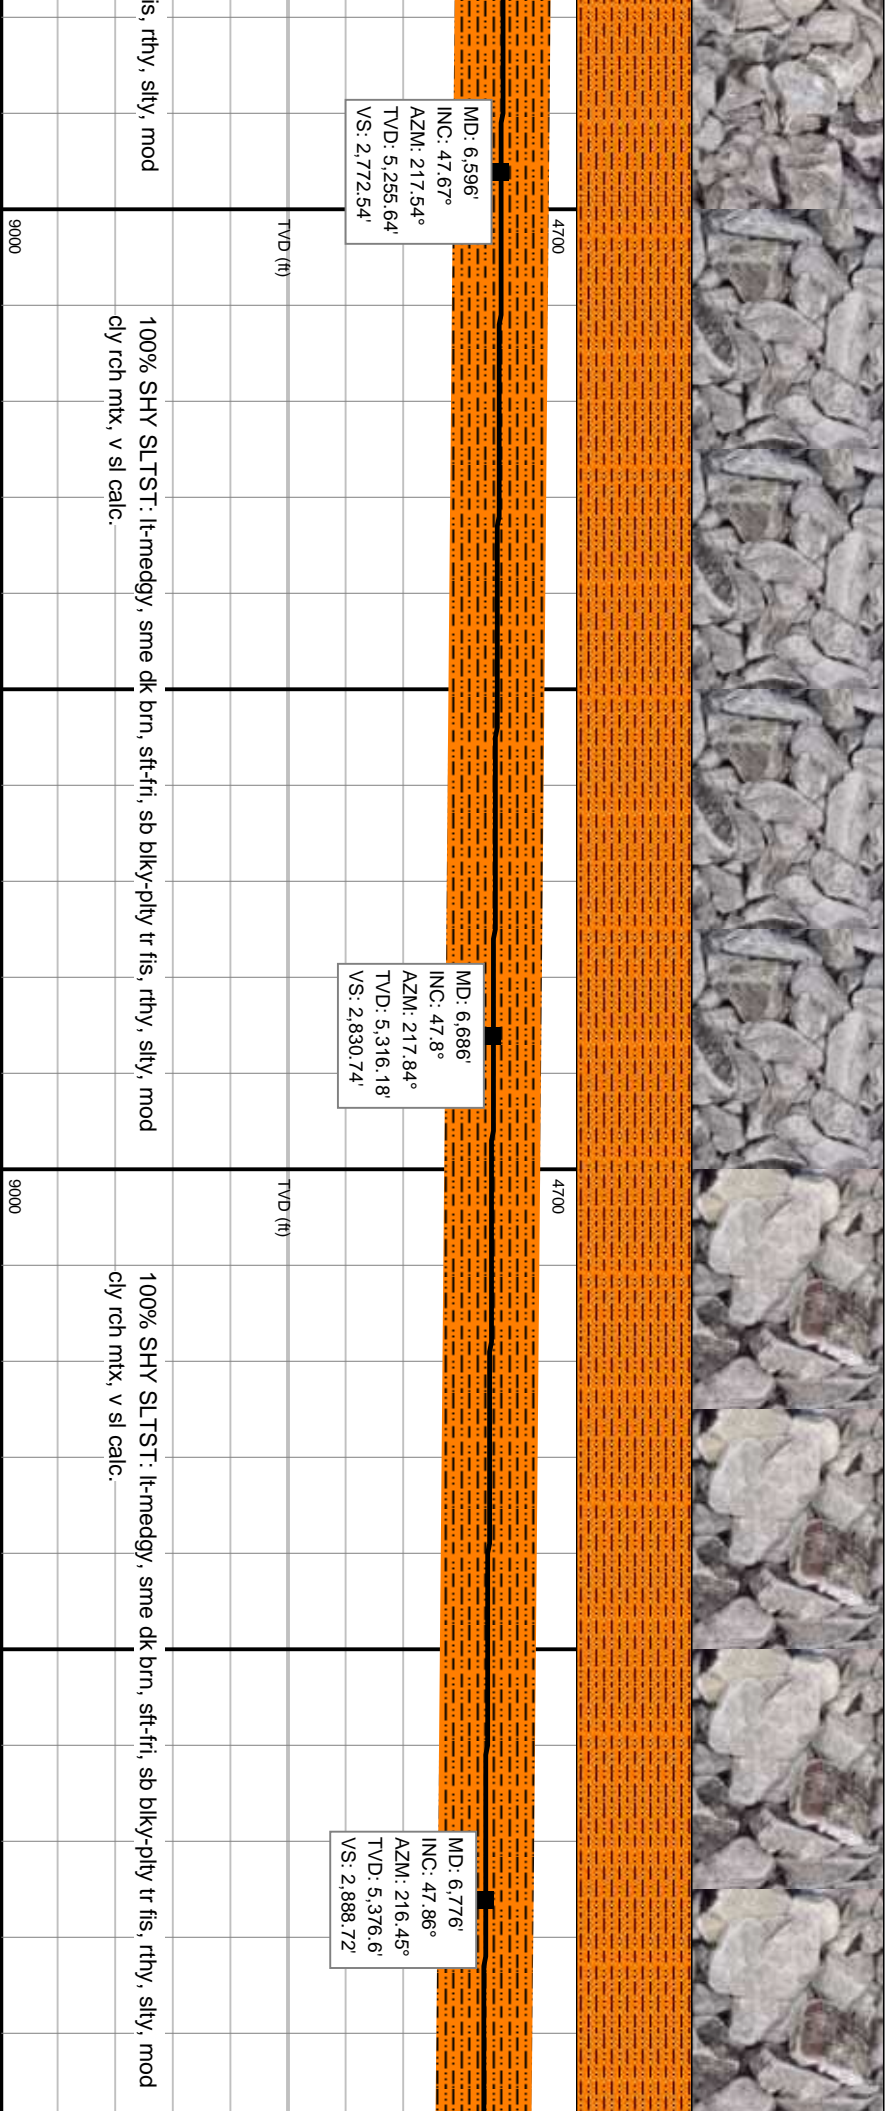 is, rthy, slty, mod
MD: 6,596'
INC: 47.67°
AZM: 217.54°
TVD: 5,255.64'
VS: 2,772.54'
4700
TVD (ft)
9000
100% SHY SLTST: lt-medgy, sme dk brn, sft-fri, sb blky-plty tr fis, rthy, slty, mod
cly rch mtx, v sl calc.
MD: 6,686'
INC: 47.8°
AZM: 217.84°
TVD: 5,316.18'
VS: 2,830.74'
4700
TVD (ft)
9000
100% SHY SLTST: lt-medgy, sme dk brn, sft-fri, sb blky-plty tr fis, rthy, slty, mod
cly rch mtx, v sl calc.
MD: 6,776'
INC: 47.86°
AZM: 216.45°
TVD: 5,376.6'
VS: 2,888.72'